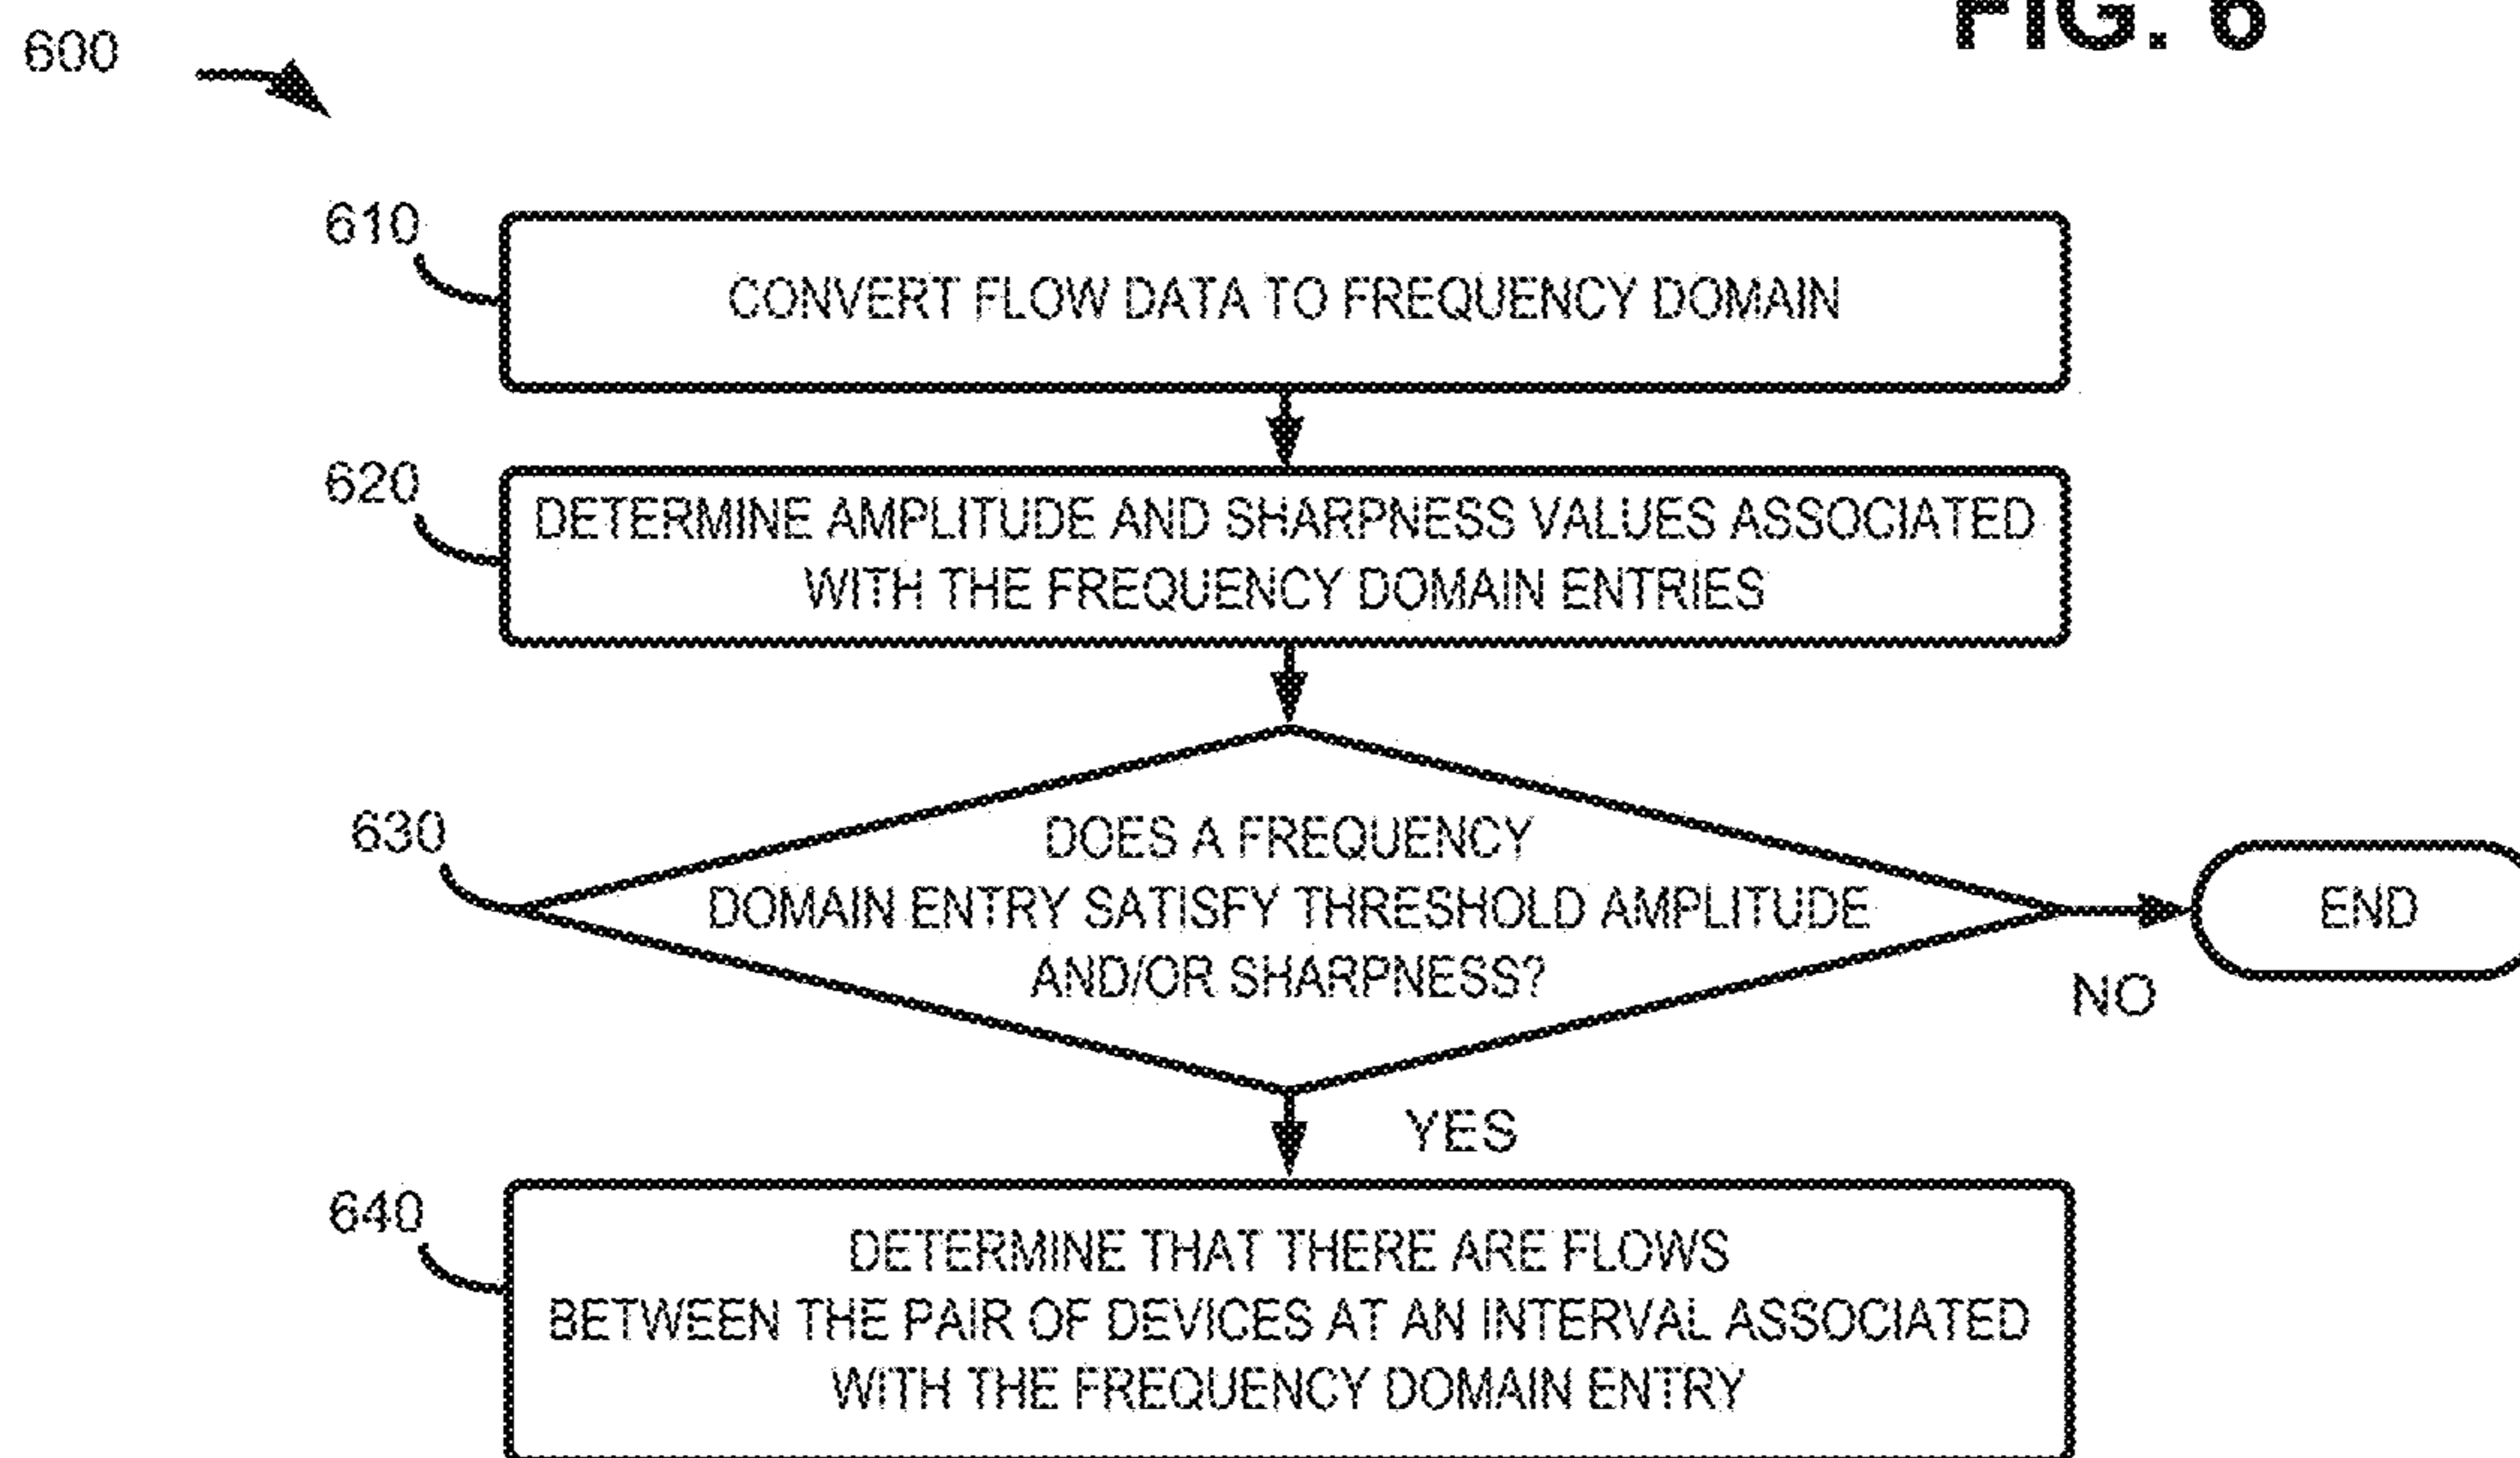 FIG. 6
600
610
CONVERT FLOW DATA TO FREQUENCY DOMAIN
620
DETERMINE AMPLITUDE AND SHARPNESS VALUES ASSOCIATED
WITH THE FREQUENCY DOMAIN ENTRIES
630
DOES A FREQUENCY
DOMAIN ENTRY SATISFY THRESHOLD AMPLITUDE
AND/OR SHARPNESS?
END
NO
YES
640
DETERMINE THAT THERE ARE FLOWS
BETWEEN THE PAIR OF DEVICES AT AN INTERVAL ASSOCIATED
WITH THE FREQUENCY DOMAIN ENTRY